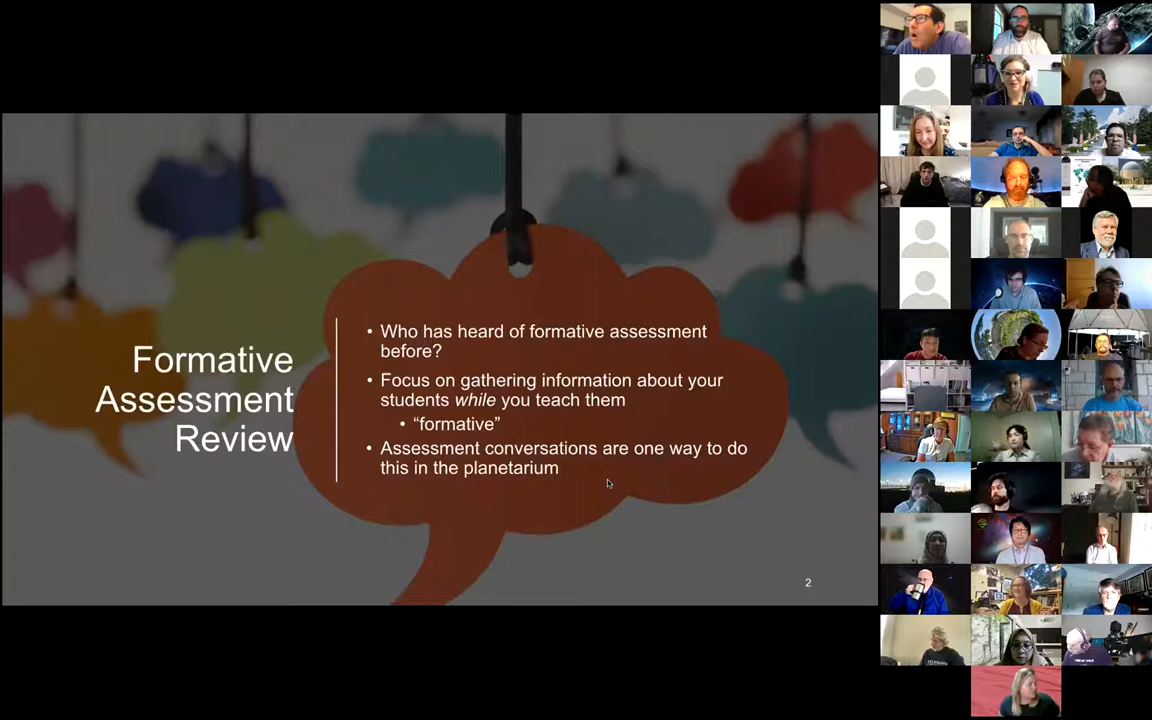 Formative
Assessment
Review
• Who has heard of formative assessment
before?
• Focus on gathering information about your
students while you teach them
• “formative”
• Assessment conversations are one way to do
this in the planetarium
2